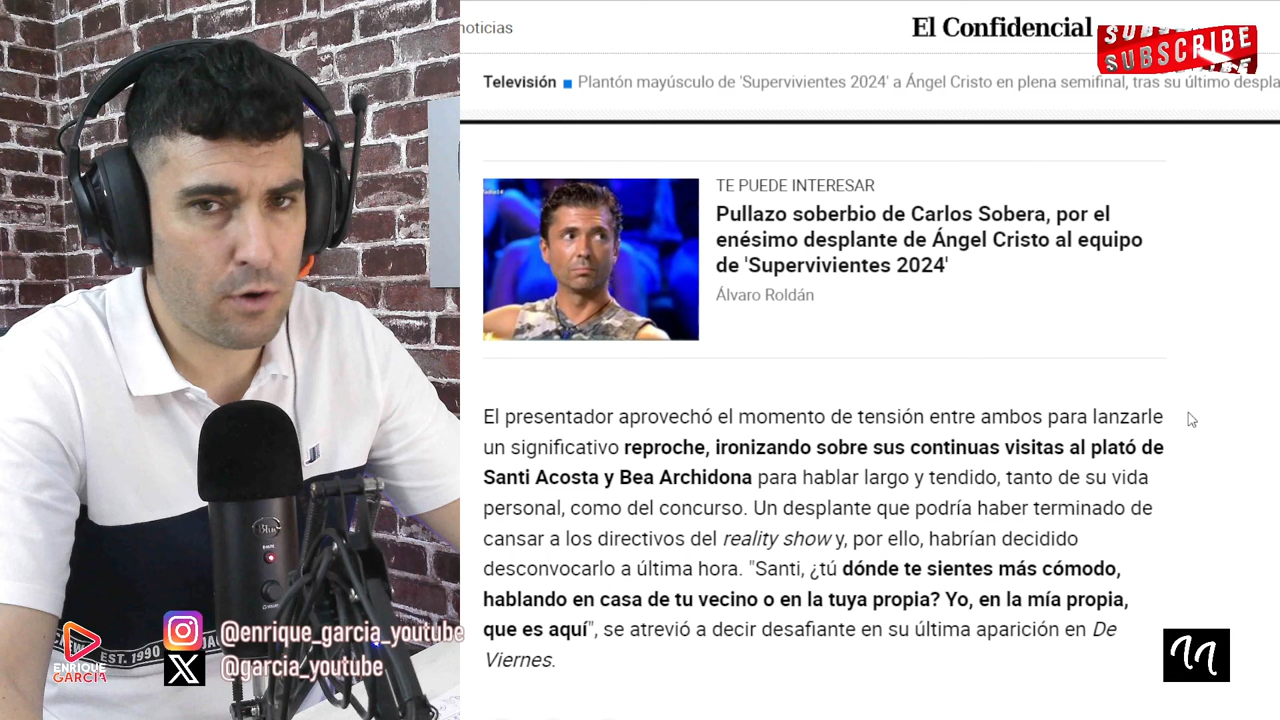 noticias
El Confidencial
SUBSCRIBE
Televisión ■ Plantón mayúsculo de 'Supervivientes 2024' a Ángel Cristo en plena semifinal, tras su último despla
TE PUEDE INTERESAR
Pullazo soberbio de Carlos Sobera, por el
enésimo desplante de Ángel Cristo al equipo
de 'Supervivientes 2024'
Álvaro Roldán
El presentador aprovechó el momento de tensión entre ambos para lanzarle
un significativo reproche, ironizando sobre sus continuas visitas al plató de
Santi Acosta y Bea Archidona para hablar largo y tendido, tanto de su vida
personal, como del concurso. Un desplante que podría haber terminado de
cansar a los directivos del reality show y, por ello, habrían decidido
desconvocarlo a última hora. "Santi, ¿tú dónde te sientes más cómodo,
hablando en casa de tu vecino o en la tuya propia? Yo, en la mía propia,
que es aquí", se atrevió a decir desafiante en su última aparición en De
Viernes.
Blue
@enrique_garcia_youtube
@garcia_youtube
ENRIQUE
GARCIA
EST. 1990